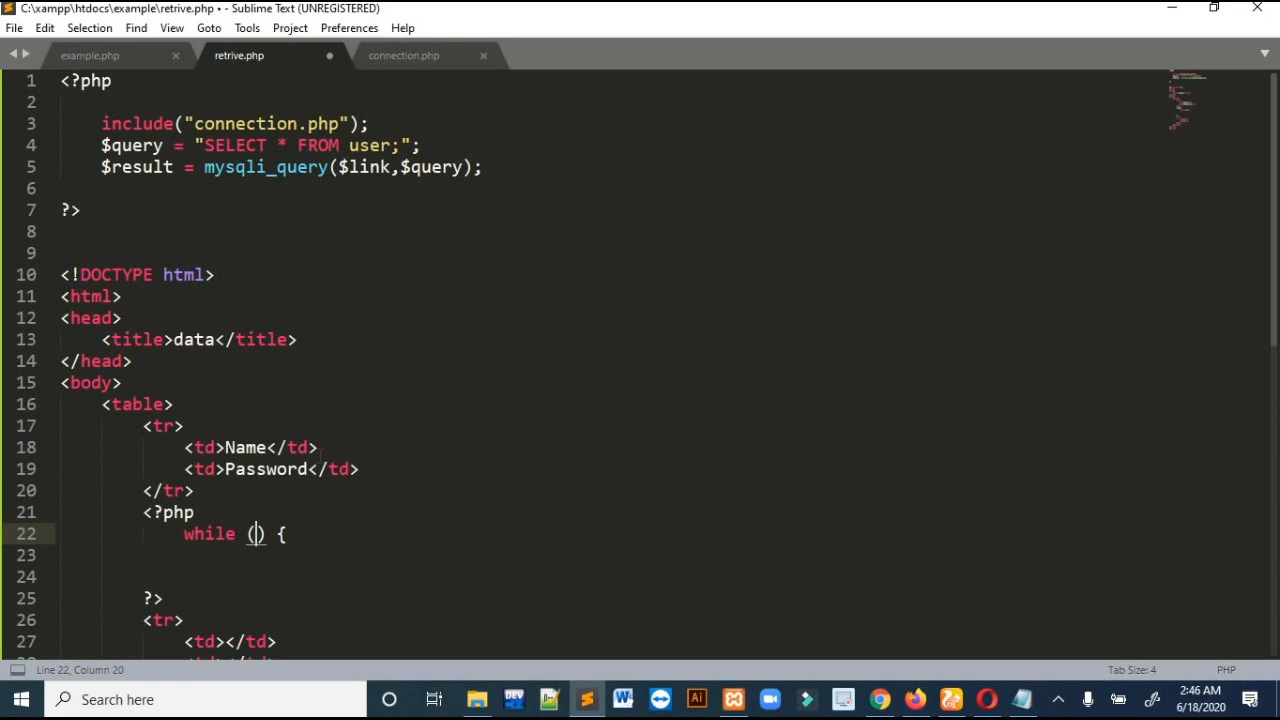 C:\xampp\htdocs\example\retrive.php • - Sublime Text (UNREGISTERED)
File Edit Selection Find View Goto Tools Project Preferences Help
example.php retrive.php connection.php
1 <?php
2
3 include("connection.php");
4 $query = "SELECT * FROM user;";
5 $result = mysqli_query($link,$query);
6
7 ?>
8
9
10 <!DOCTYPE html>
11 <html>
12 <head>
13 <title>data</title>
14 </head>
15 <body>
16 <table>
17 <tr>
18 <td>Name</td>
19 <td>Password</td>
20 </tr>
21 <?php
22 while () {
23
24
25 ?>
26 <tr>
27 <td></td>
Line 22, Column 20 Tab Size: 4 PHP
Search here
2:46 AM
6/18/2020